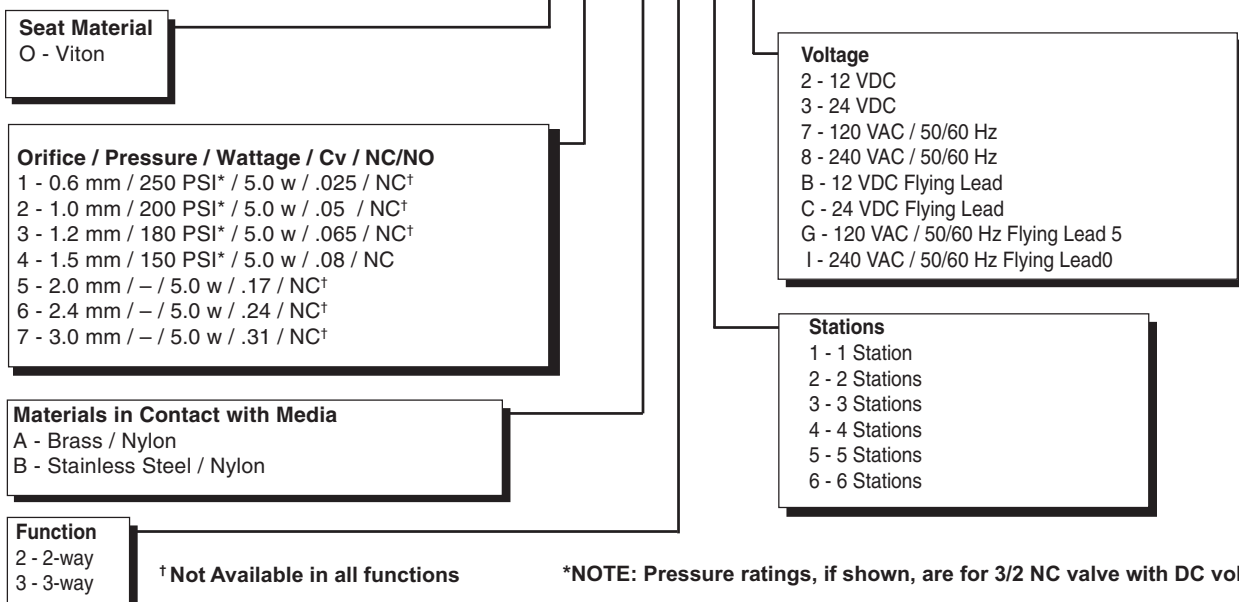 Seat Material
O - Viton
Orifice / Pressure / Wattage / Cv / NC/NO
1 - 0.6 mm / 250 PSI* / 5.0 w / .025 / NC†
2 - 1.0 mm / 200 PSI* / 5.0 w / .05 / NC†
3 - 1.2 mm / 180 PSI* / 5.0 w / .065 / NC†
4 - 1.5 mm / 150 PSI* / 5.0 w / .08 / NC
5 - 2.0 mm / – / 5.0 w / .17 / NC†
6 - 2.4 mm / – / 5.0 w / .24 / NC†
7 - 3.0 mm / – / 5.0 w / .31 / NC†
Materials in Contact with Media
A - Brass / Nylon
B - Stainless Steel / Nylon
Function
2 - 2-way
3 - 3-way
Voltage
2 - 12 VDC
3 - 24 VDC
7 - 120 VAC / 50/60 Hz
8 - 240 VAC / 50/60 Hz
B - 12 VDC Flying Lead
C - 24 VDC Flying Lead
G - 120 VAC / 50/60 Hz Flying Lead 5
I - 240 VAC / 50/60 Hz Flying Lead0
Stations
1 - 1 Station
2 - 2 Stations
3 - 3 Stations
4 - 4 Stations
5 - 5 Stations
6 - 6 Stations
† Not Available in all functions
*NOTE: Pressure ratings, if shown, are for 3/2 NC valve with DC